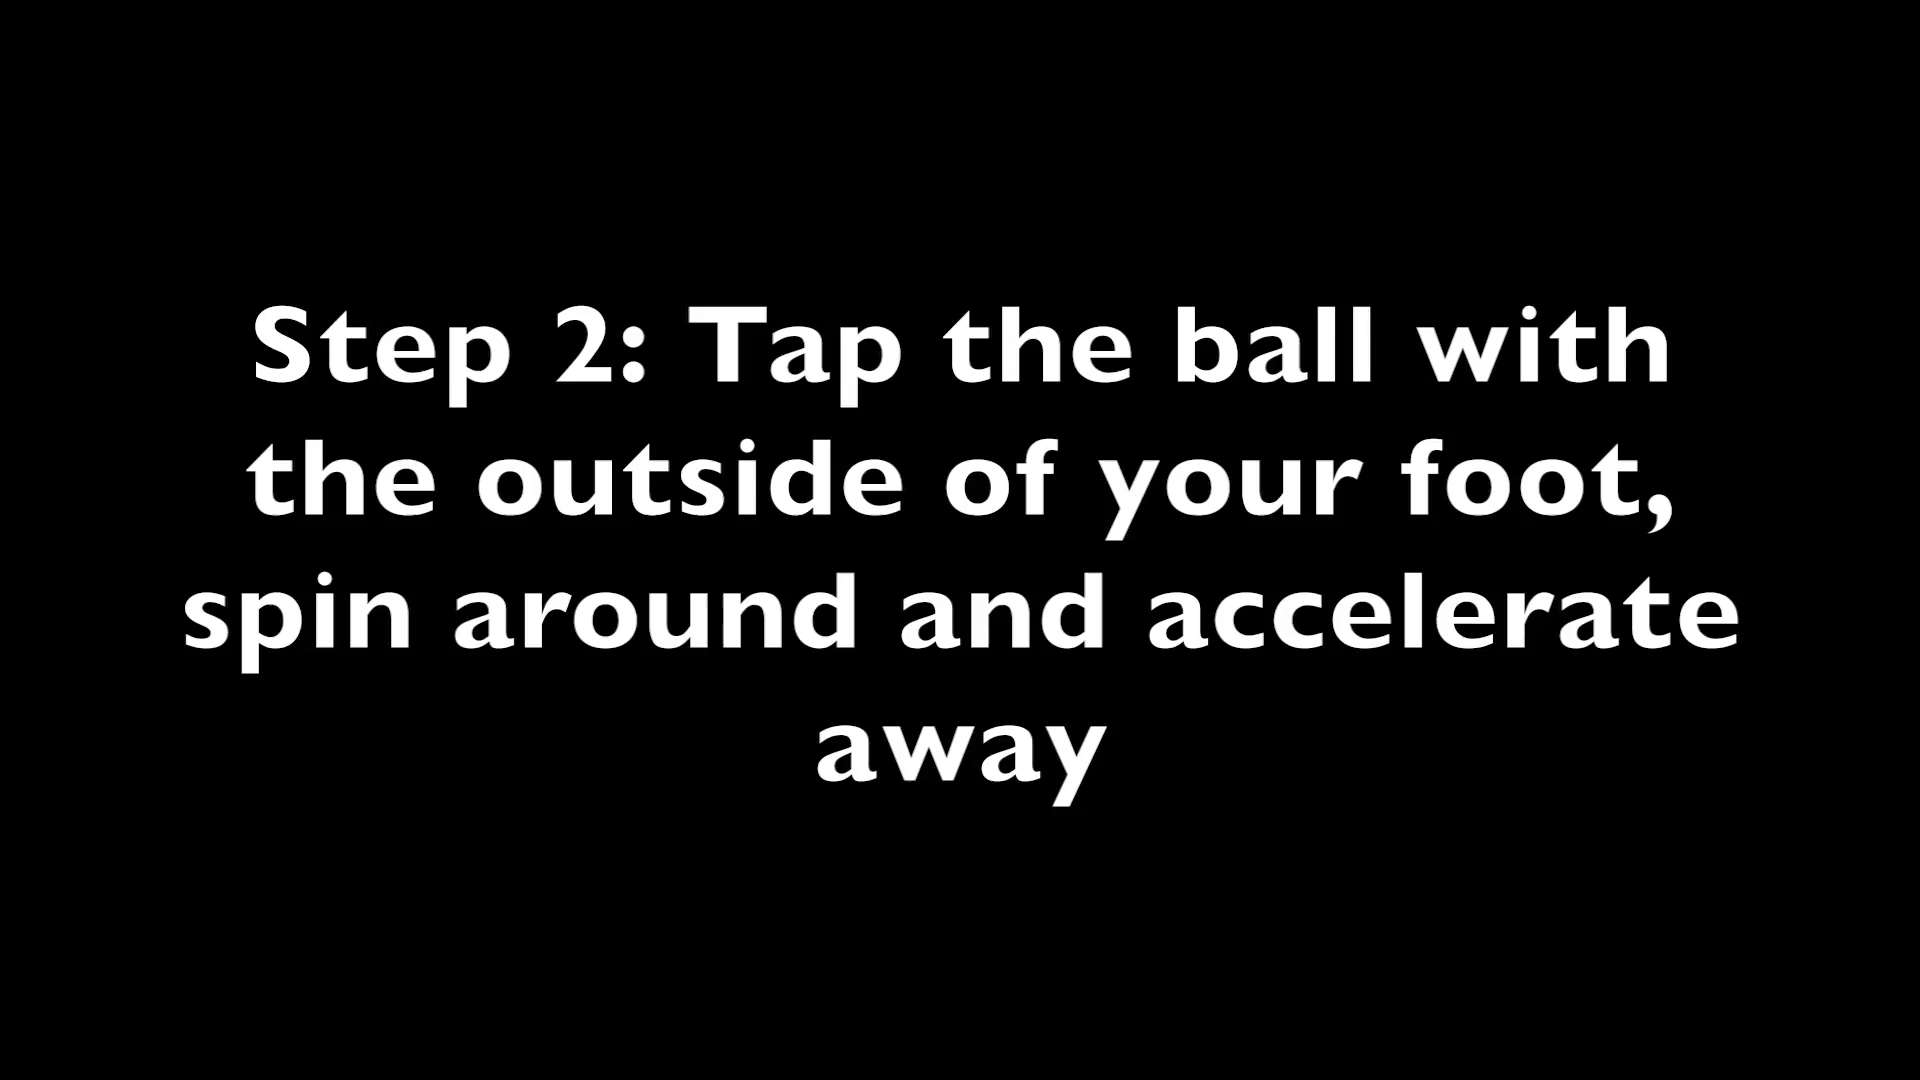 Step 2: Tap the ball with
the outside of your foot,
spin around and accelerate
away